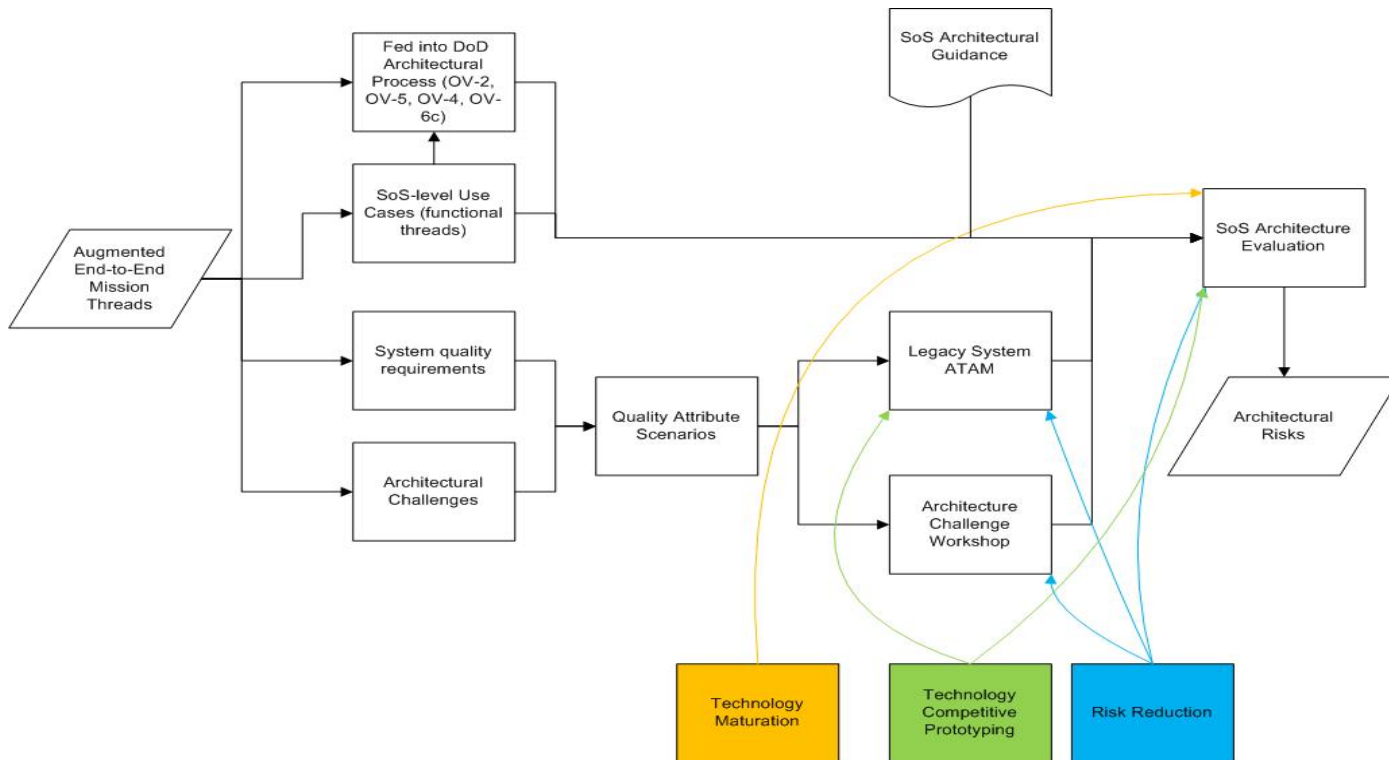 Fed into DoD
Architectural
Process (OV-2,
OV-5, OV-4, OV-
6c)
SoS Architectural
Guidance
SoS-level Use
Cases (functional
threads)
SoS Architecture
Evaluation
Augmented
End-to-End
Mission
Threads
System quality
requirements
Legacy System
ATAM
Quality Attribute
Scenarios
Architectural
Risks
Architectural
Challenges
Architecture
Challenge
Workshop
Technology
Maturation
Technology
Competitive
Prototyping
Risk Reduction